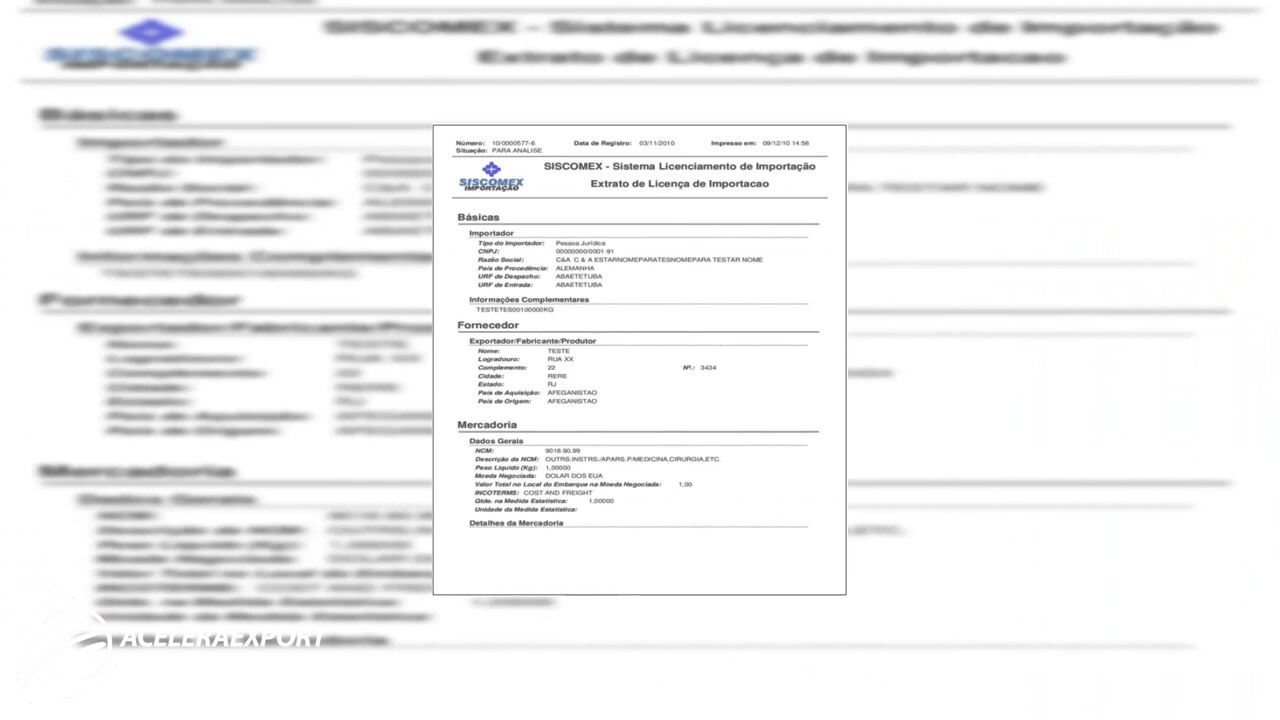 Número: 10/0000577-6 Data de Registro: 03/11/2010 Impresso em: 09/12/10 14:56
Situação: PARA ANALISE
SISCOMEX - Sistema Licenciamento de Importação
SISCOMEX
IMPORTAÇÃO
Extrato de Licença de Importacao
Básicas
Importador
Tipo do Importador: Pessoa Jurídica
CNPJ: 00000000/0001-91
Razão Social: C&A C & A ESTARNOMEPARATESNOMEPARA TESTAR NOME
País de Procedência: ALEMANHA
URF de Despacho: ABAETETUBA
URF de Entrada: ABAETETUBA
Informações Complementares
TESTETES00100000KG
Fornecedor
Exportador/Fabricante/Produtor
Nome: TESTE
Logradouro: RUA XX
Complemento: 22 Nº.: 3434
Cidade: RERE
Estado: RJ
País de Aquisição: AFEGANISTAO
País de Origem: AFEGANISTAO
Mercadoria
Dados Gerais
NCM: 9018.90.99
Descrição da NCM: OUTRS.INSTRS./APARS.P/MEDICINA,CIRURGIA,ETC.
Peso Líquido (Kg): 1,00000
Moeda Negociada: DOLAR DOS EUA
Valor Total no Local do Embarque na Moeda Negociada: 1,00
INCOTERMS: COST AND FREIGHT
Qtde. na Medida Estatística: 1,00000
Unidade da Medida Estatística:
Detalhes da Mercadoria
ACELERAEXPORT